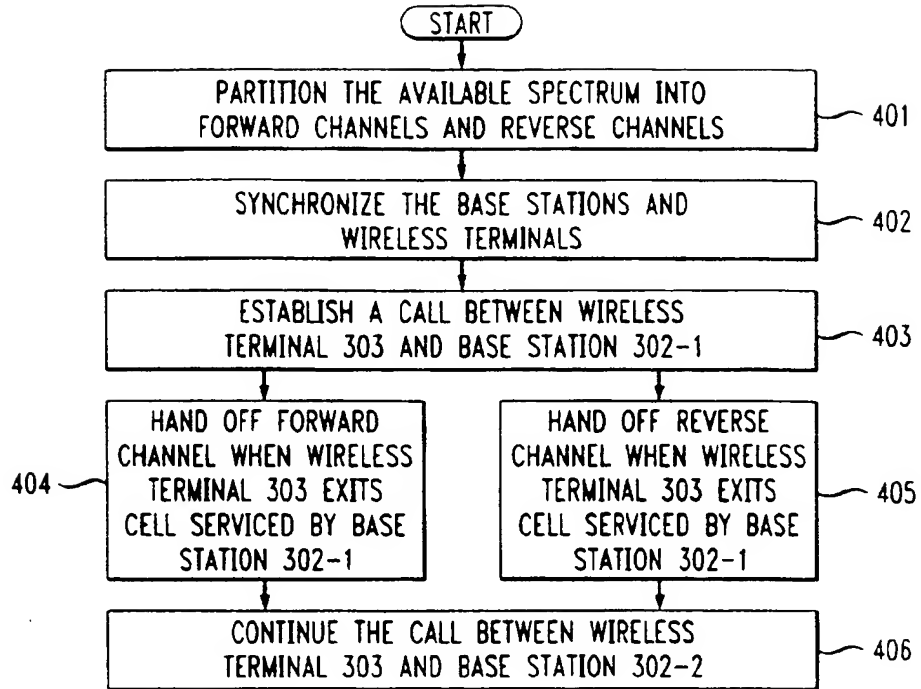 START
PARTITION THE AVAILABLE SPECTRUM INTO
FORWARD CHANNELS AND REVERSE CHANNELS
401
SYNCHRONIZE THE BASE STATIONS AND
WIRELESS TERMINALS
402
ESTABLISH A CALL BETWEEN WIRELESS
TERMINAL 303 AND BASE STATION 302-1
403
HAND OFF FORWARD
CHANNEL WHEN WIRELESS
TERMINAL 303 EXITS
CELL SERVICED BY BASE
STATION 302-1
404
HAND OFF REVERSE
CHANNEL WHEN WIRELESS
TERMINAL 303 EXITS
CELL SERVICED BY BASE
STATION 302-1
405
CONTINUE THE CALL BETWEEN WIRELESS
TERMINAL 303 AND BASE STATION 302-2
406